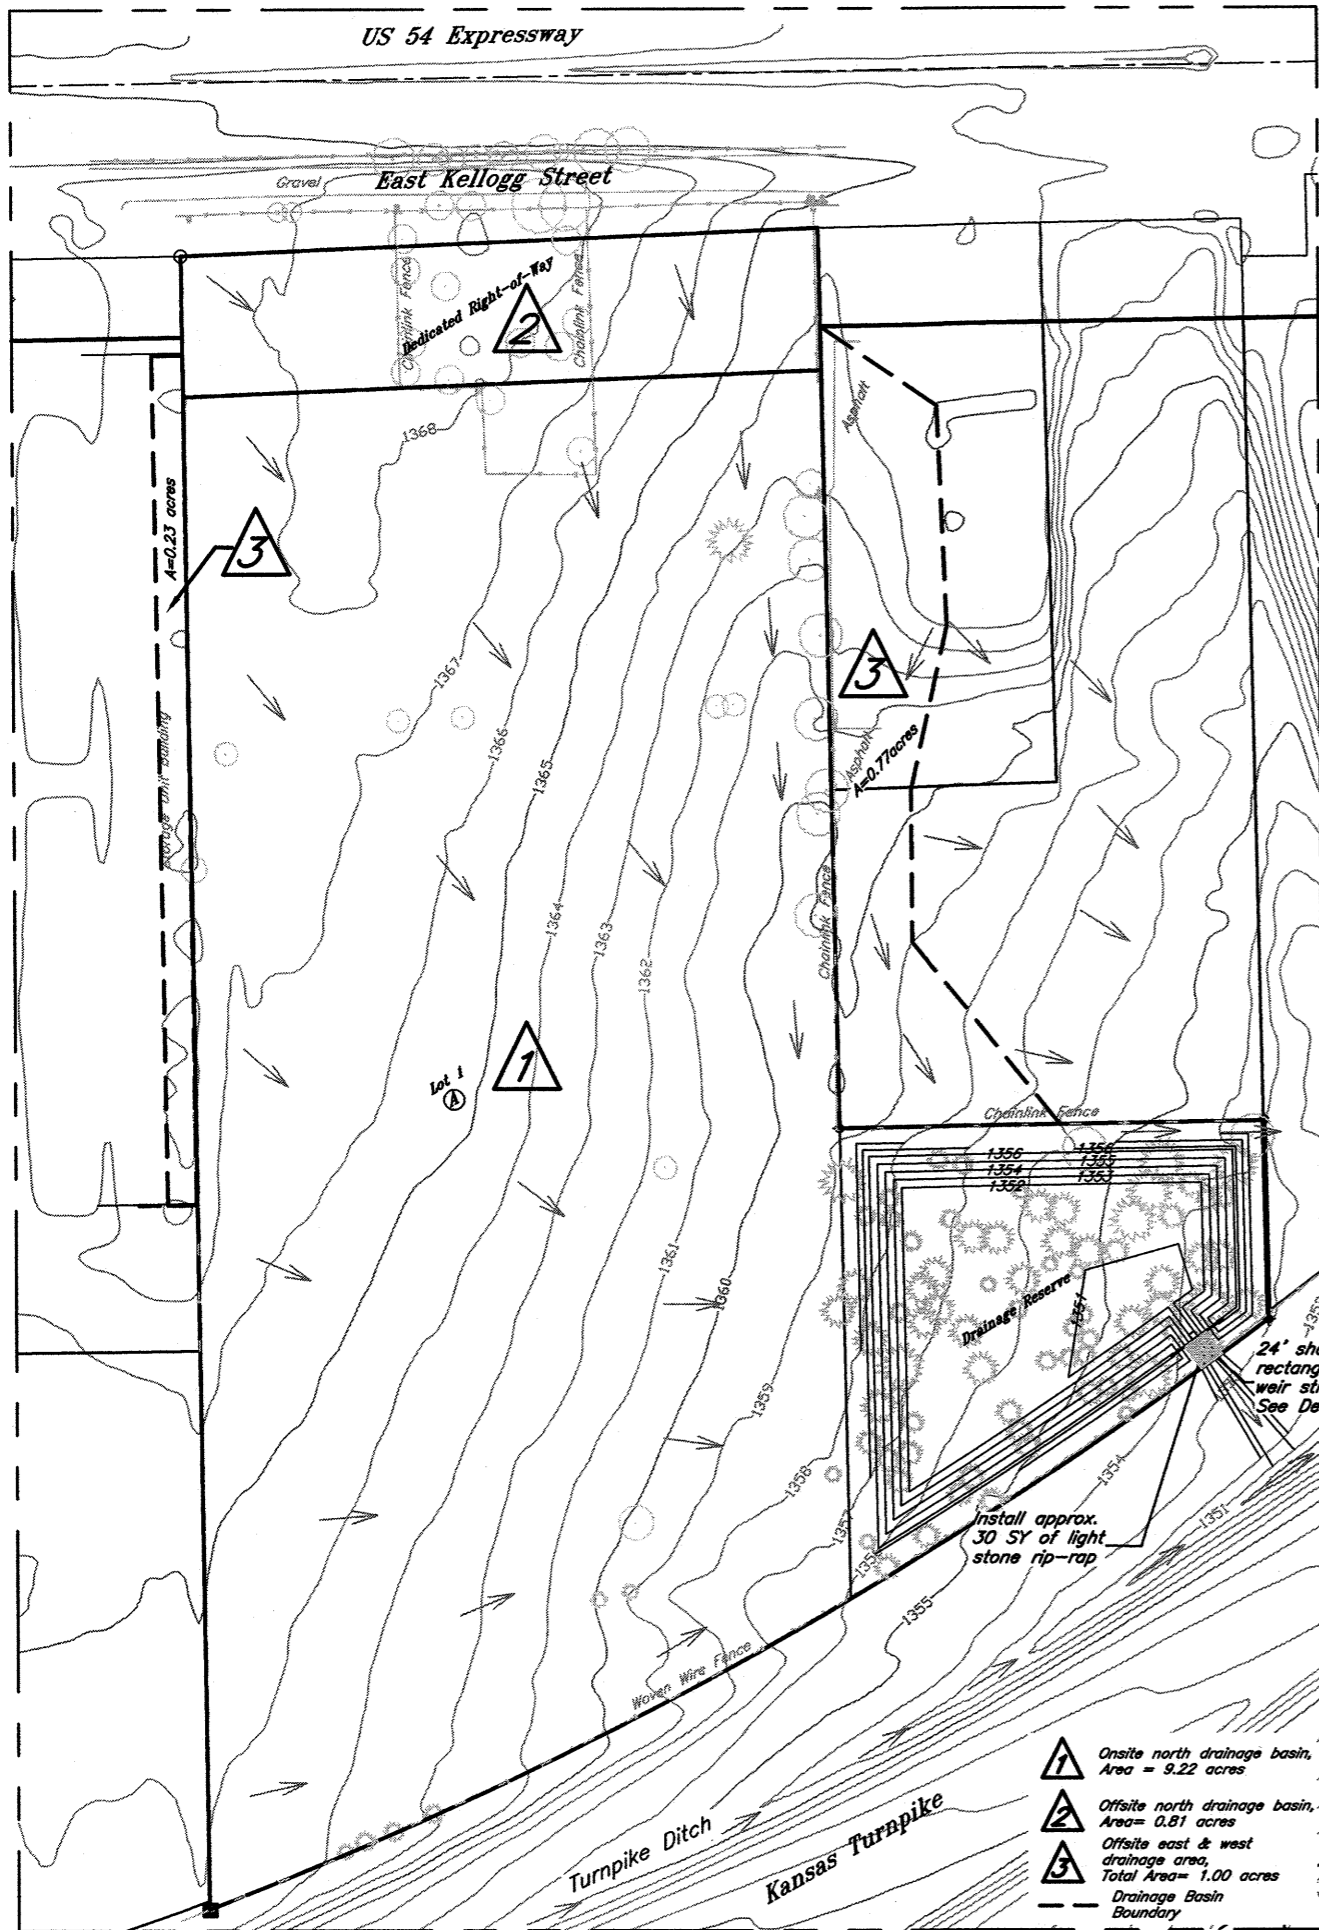 US 54 Expressway
Gravel
East Kellogg Street
Chainlink Fence
Dedicated Right-of-Way
Chainlink Fence
2
Asphalt
1368
A=0.23 acres
3
3
1367
1366
1365
Storage unit building
Asphalt
A=0.77acres
1364
1363
1362
Chainlink Fence
Lot 1
A
1
Chainlink Fence
1356
1356
1355
1354
1353
1352
1361
1360
Drainage Reserve
1351
24' sh
rectang
weir st
See De
1359
1358
1354
1351
Install approx.
30 SY of light
stone rip-rap
1355
Woven Wire Fence
Turnpike Ditch
Kansas Turnpike
1
Onsite north drainage basin,
Area = 9.22 acres
2
Offsite north drainage basin,
Area= 0.81 acres
3
Offsite east & west
drainage area,
Total Area= 1.00 acres
Drainage Basin
Boundary